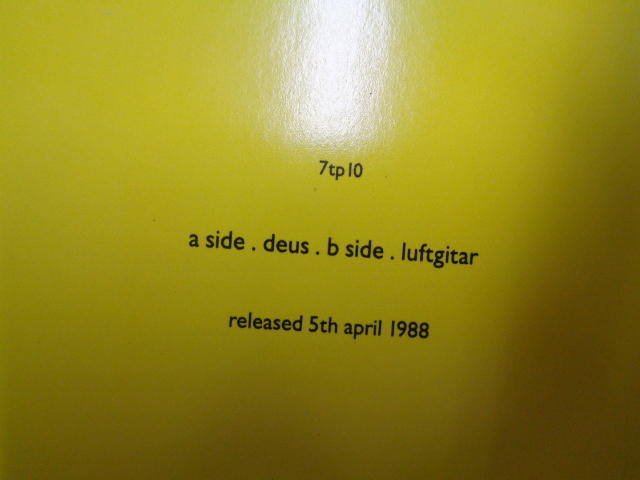 7tp10
a side . deus . b side . luftgitar
released 5th april 1988